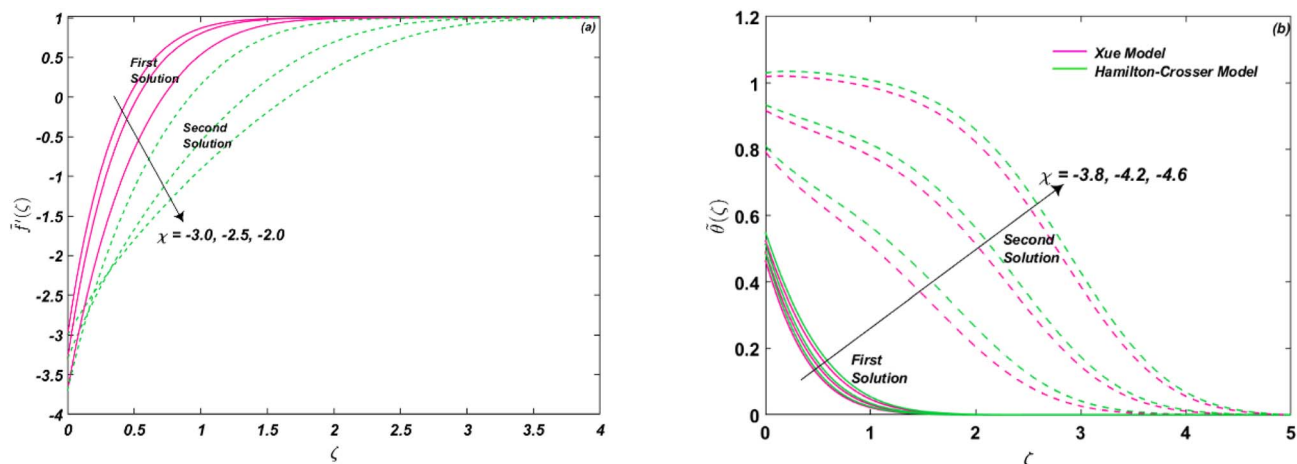 (a)
1
0.5
0
-0.5
-1
-1.5
-2
-2.5
-3
-3.5
-4
First
Solution
Second
Solution
χ = -3.0, -2.5, -2.0
f̃'(ζ)
0 0.5 1 1.5 2 2.5 3 3.5 4
ζ
(b)
1.2
1
0.8
0.6
0.4
0.2
0
Xue Model
Hamilton-Crosser Model
χ = -3.8, -4.2, -4.6
Second
Solution
First
Solution
θ̃(ζ)
0 1 2 3 4 5
ζ